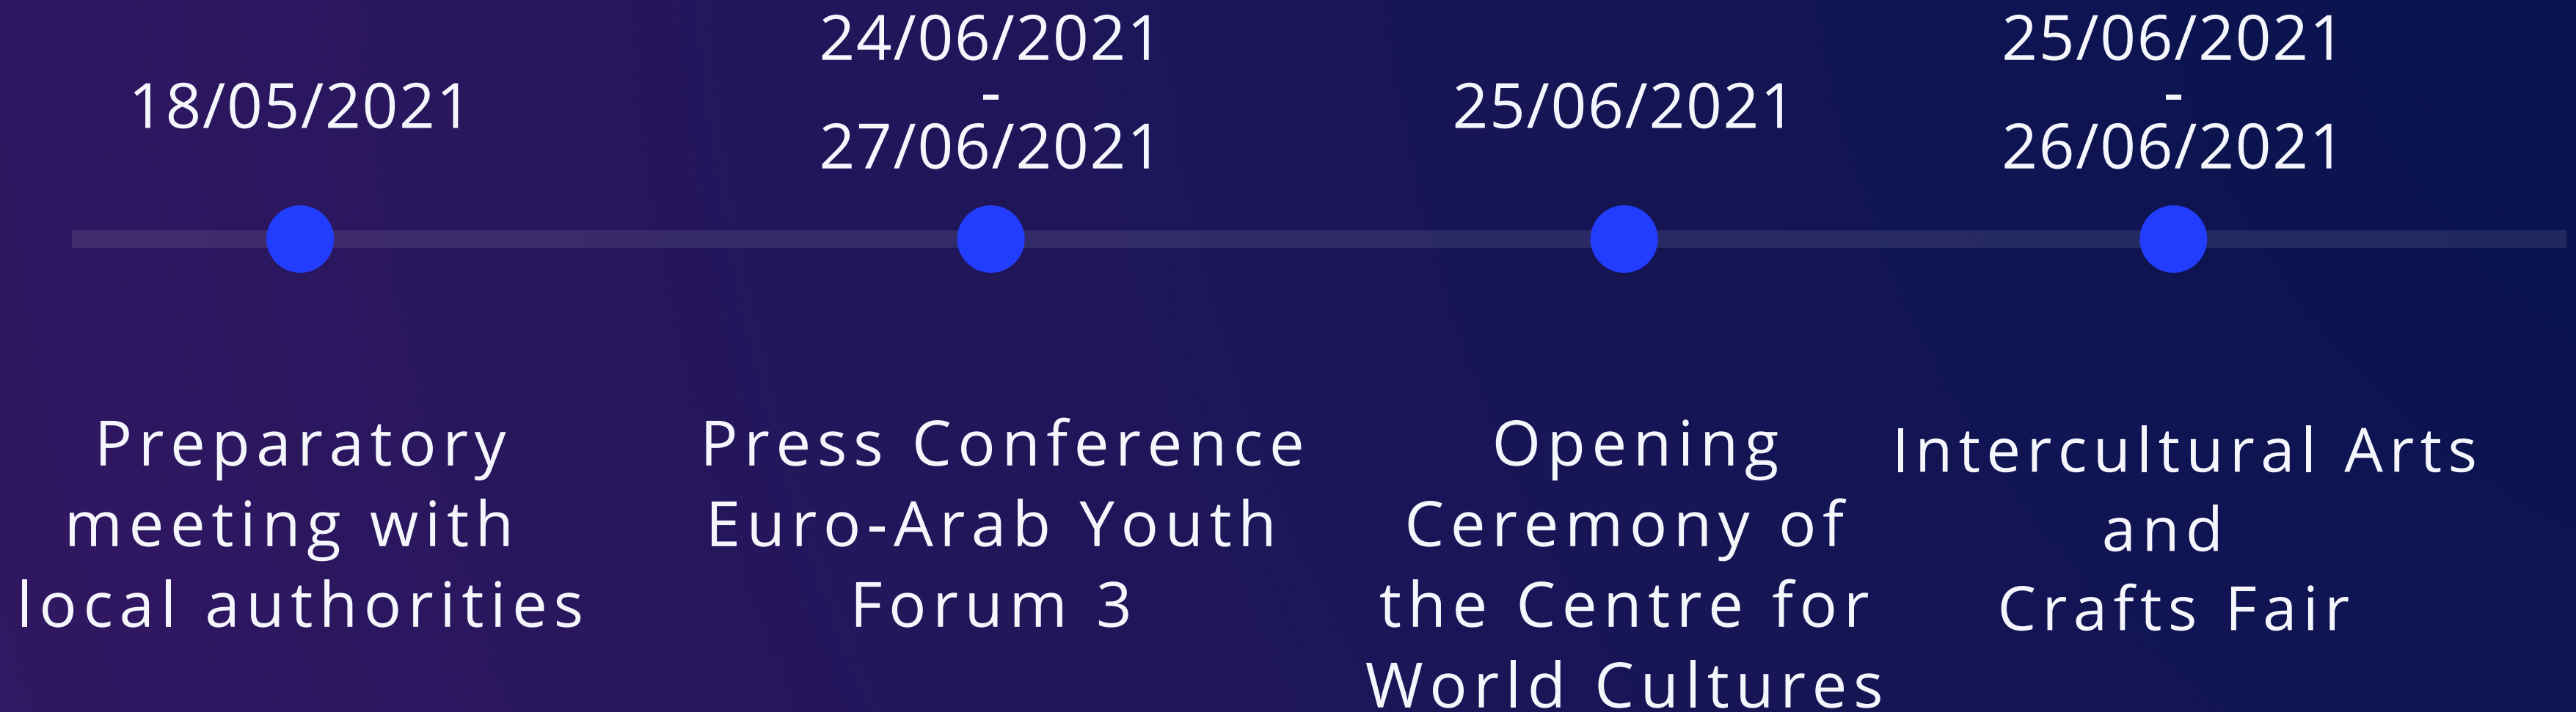 18/05/2021
24/06/2021
-
27/06/2021
25/06/2021
25/06/2021
-
26/06/2021
Preparatory
meeting with
local authorities
Press Conference
Euro-Arab Youth
Forum 3
Opening
Ceremony of
the Centre for
World Cultures
Intercultural Arts
and
Crafts Fair